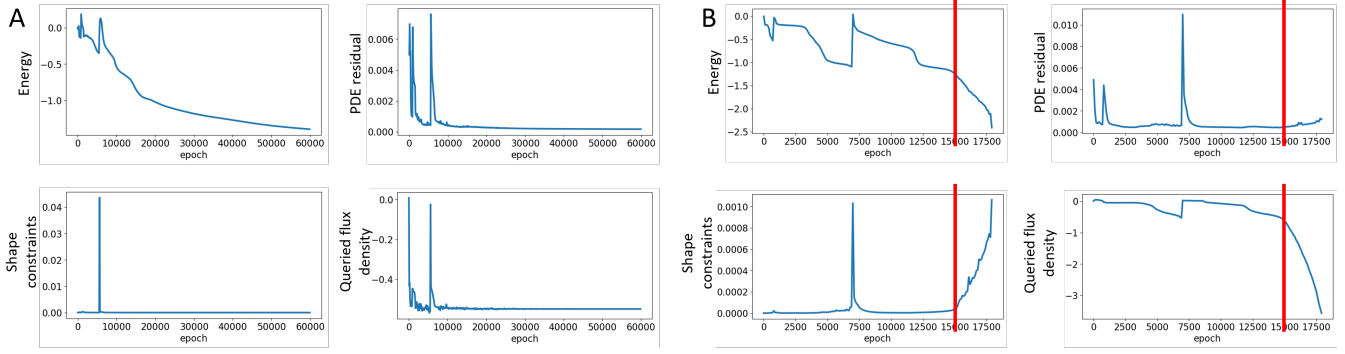 A
Energy
0.0
−1.0
0 10000 20000 30000 40000 50000 60000
epoch
PDE residual
0.006
0.004
0.002
0.000
0 10000 20000 30000 40000 50000 60000
epoch
Shape
constraints
0.04
0.03
0.02
0.01
0.00
0 10000 20000 30000 40000 50000 60000
epoch
Queried flux
density
0.0
−0.2
−0.4
0 10000 20000 30000 40000 50000 60000
epoch
B
Energy
0.0
−0.5
−1.0
−1.5
−2.0
−2.5
0 2500 5000 7500 10000 12500 15000 17500
epoch
PDE residual
0.010
0.008
0.006
0.004
0.002
0.000
0 2500 5000 7500 10000 12500 15000 17500
epoch
Shape
constraints
0.0010
0.0008
0.0006
0.0004
0.0002
0.0000
0 2500 5000 7500 10000 12500 15000 17500
epoch
Queried flux
density
0
−1
−2
−3
0 2500 5000 7500 10000 12500 15000 17500
epoch